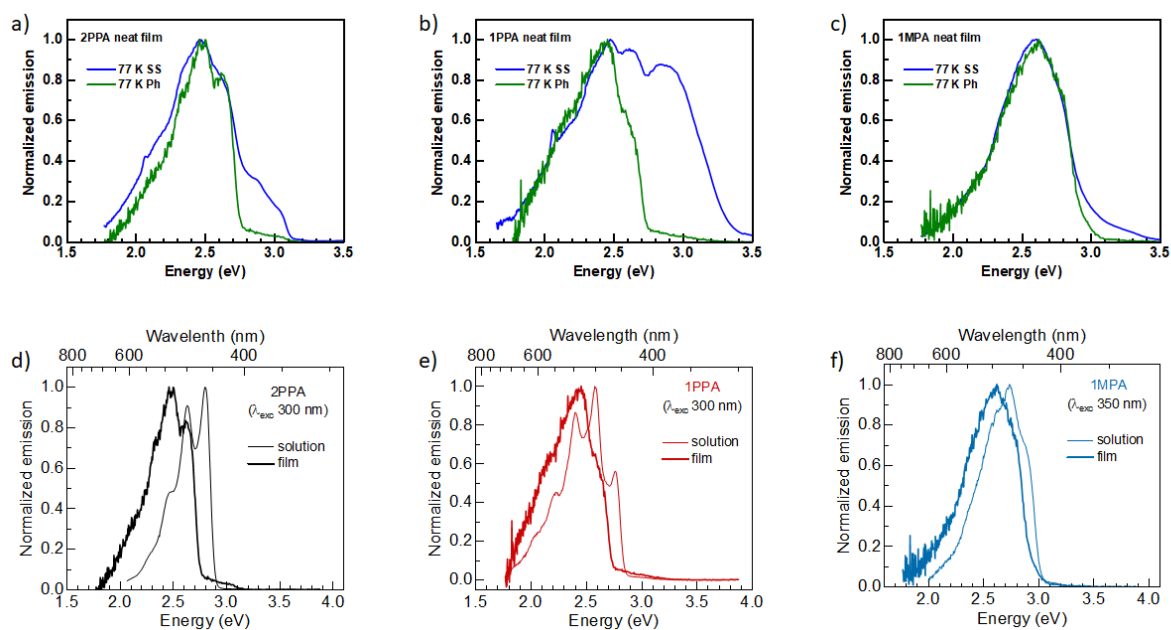 a)
2PPA neat film
77 K SS
77 K Ph
Normalized emission
1.0
0.8
0.6
0.4
0.2
0.0
1.5 2.0 2.5 3.0 3.5
Energy (eV)
b)
1PPA neat film
77 K SS
77 K Ph
Normalized emission
1.0
0.8
0.6
0.4
0.2
0.0
1.5 2.0 2.5 3.0 3.5
Energy (eV)
c)
1MPA neat film
77 K SS
77 K Ph
Normalized emission
1.0
0.8
0.6
0.4
0.2
0.0
1.5 2.0 2.5 3.0 3.5
Energy (eV)
d)
Wavelenth (nm)
800 600 400
2PPA
(λexc 300 nm)
solution
film
Normalized emission
1.0
0.8
0.6
0.4
0.2
0.0
1.5 2.0 2.5 3.0 3.5 4.0
Energy (eV)
e)
Wavelength (nm)
800 600 400
1PPA
(λexc 300 nm)
solution
film
Normalized emission
1.0
0.8
0.6
0.4
0.2
0.0
1.5 2.0 2.5 3.0 3.5 4.0
Energy (eV)
f)
Wavelength (nm)
800 600 400
1MPA
(λexc 350 nm)
solution
film
Normalized emission
1.0
0.8
0.6
0.4
0.2
0.0
2.0 2.5 3.0 3.5 4.0
Energy (eV)